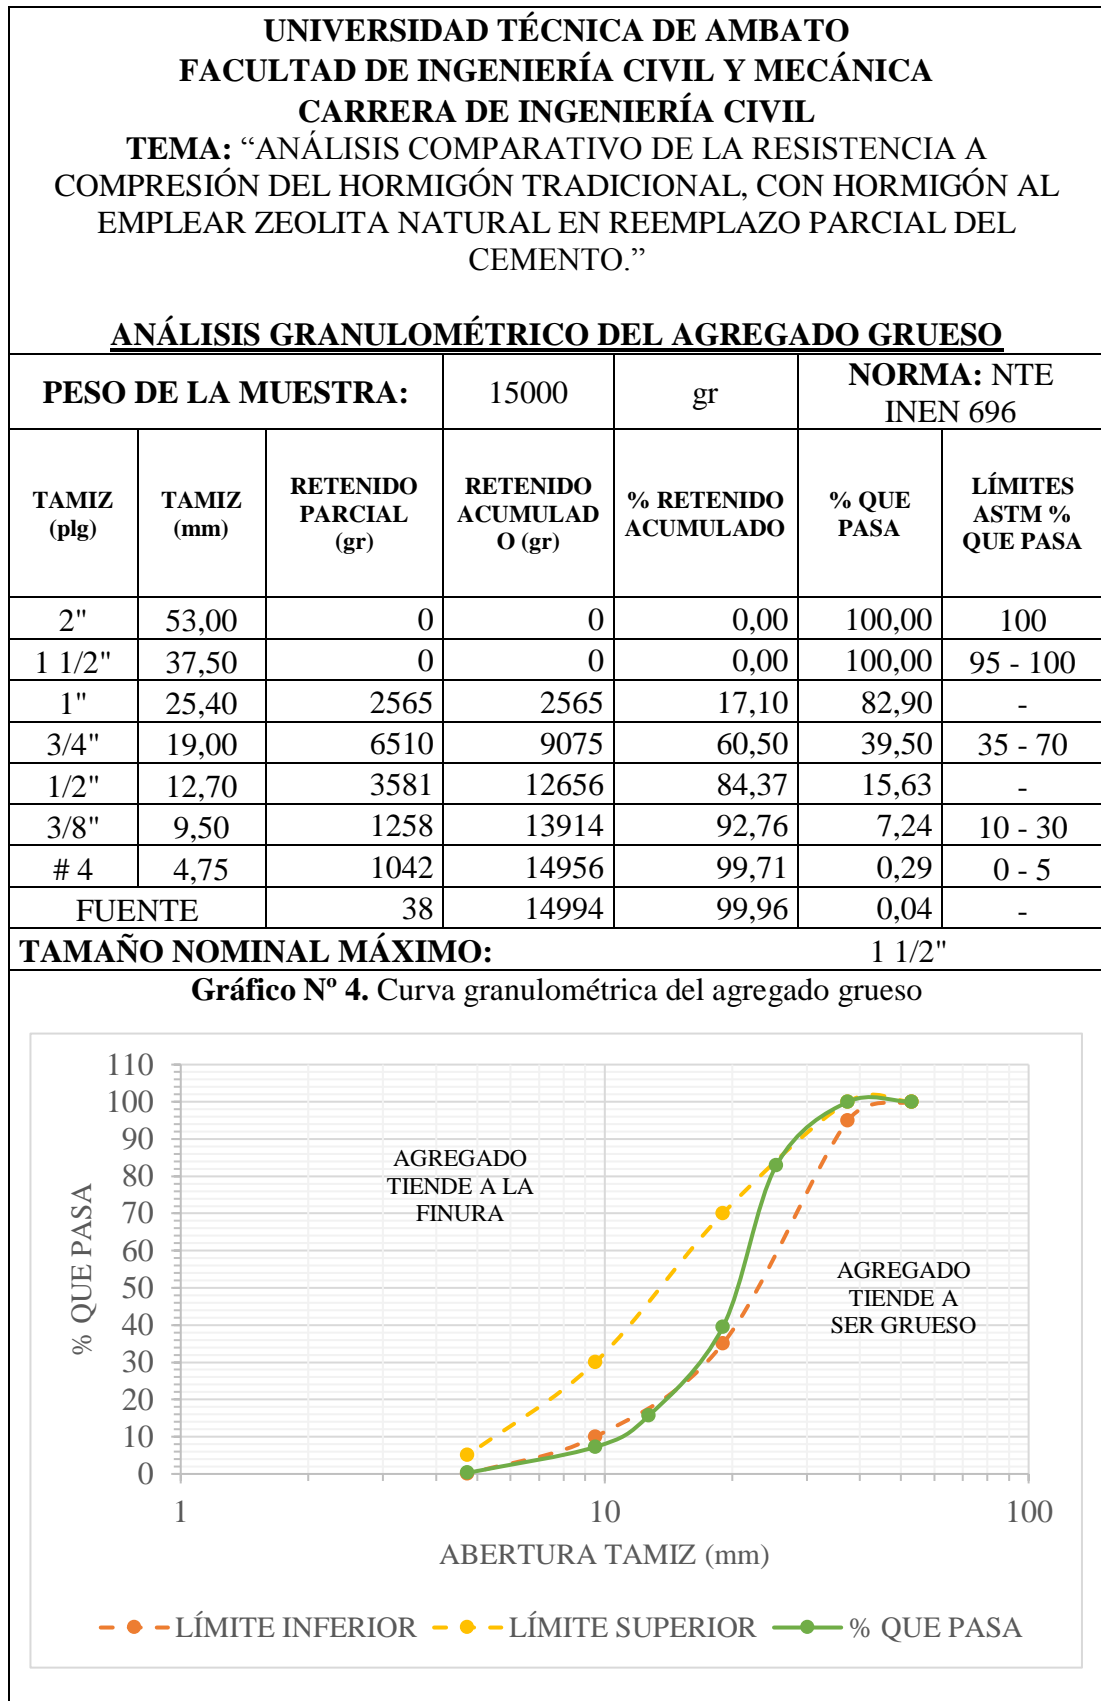 UNIVERSIDAD TÉCNICA DE AMBATO
FACULTAD DE INGENIERÍA CIVIL Y MECÁNICA
CARRERA DE INGENIERÍA CIVIL
TEMA: “ANÁLISIS COMPARATIVO DE LA RESISTENCIA A
COMPRESIÓN DEL HORMIGÓN TRADICIONAL, CON HORMIGÓN AL
EMPLEAR ZEOLITA NATURAL EN REEMPLAZO PARCIAL DEL
CEMENTO.”
ANÁLISIS GRANULOMÉTRICO DEL AGREGADO GRUESO
PESO DE LA MUESTRA: 15000 gr NORMA: NTE
INEN 696
TAMIZ
(plg)
TAMIZ
(mm)
RETENIDO
PARCIAL
(gr)
RETENIDO
ACUMULAD
O (gr)
% RETENIDO
ACUMULADO
% QUE
PASA
LÍMITES
ASTM %
QUE PASA
2" 53,00 0 0 0,00 100,00 100
1 1/2" 37,50 0 0 0,00 100,00 95 - 100
1" 25,40 2565 2565 17,10 82,90 -
3/4" 19,00 6510 9075 60,50 39,50 35 - 70
1/2" 12,70 3581 12656 84,37 15,63 -
3/8" 9,50 1258 13914 92,76 7,24 10 - 30
# 4 4,75 1042 14956 99,71 0,29 0 - 5
FUENTE 38 14994 99,96 0,04 -
TAMAÑO NOMINAL MÁXIMO: 1 1/2"
Gráfico Nº 4. Curva granulométrica del agregado grueso
110
100
90
80
70
60
50
40
30
20
10
0
% QUE PASA
AGREGADO
TIENDE A LA
FINURA
AGREGADO
TIENDE A
SER GRUESO
1 10 100
ABERTURA TAMIZ (mm)
LÍMITE INFERIOR LÍMITE SUPERIOR % QUE PASA